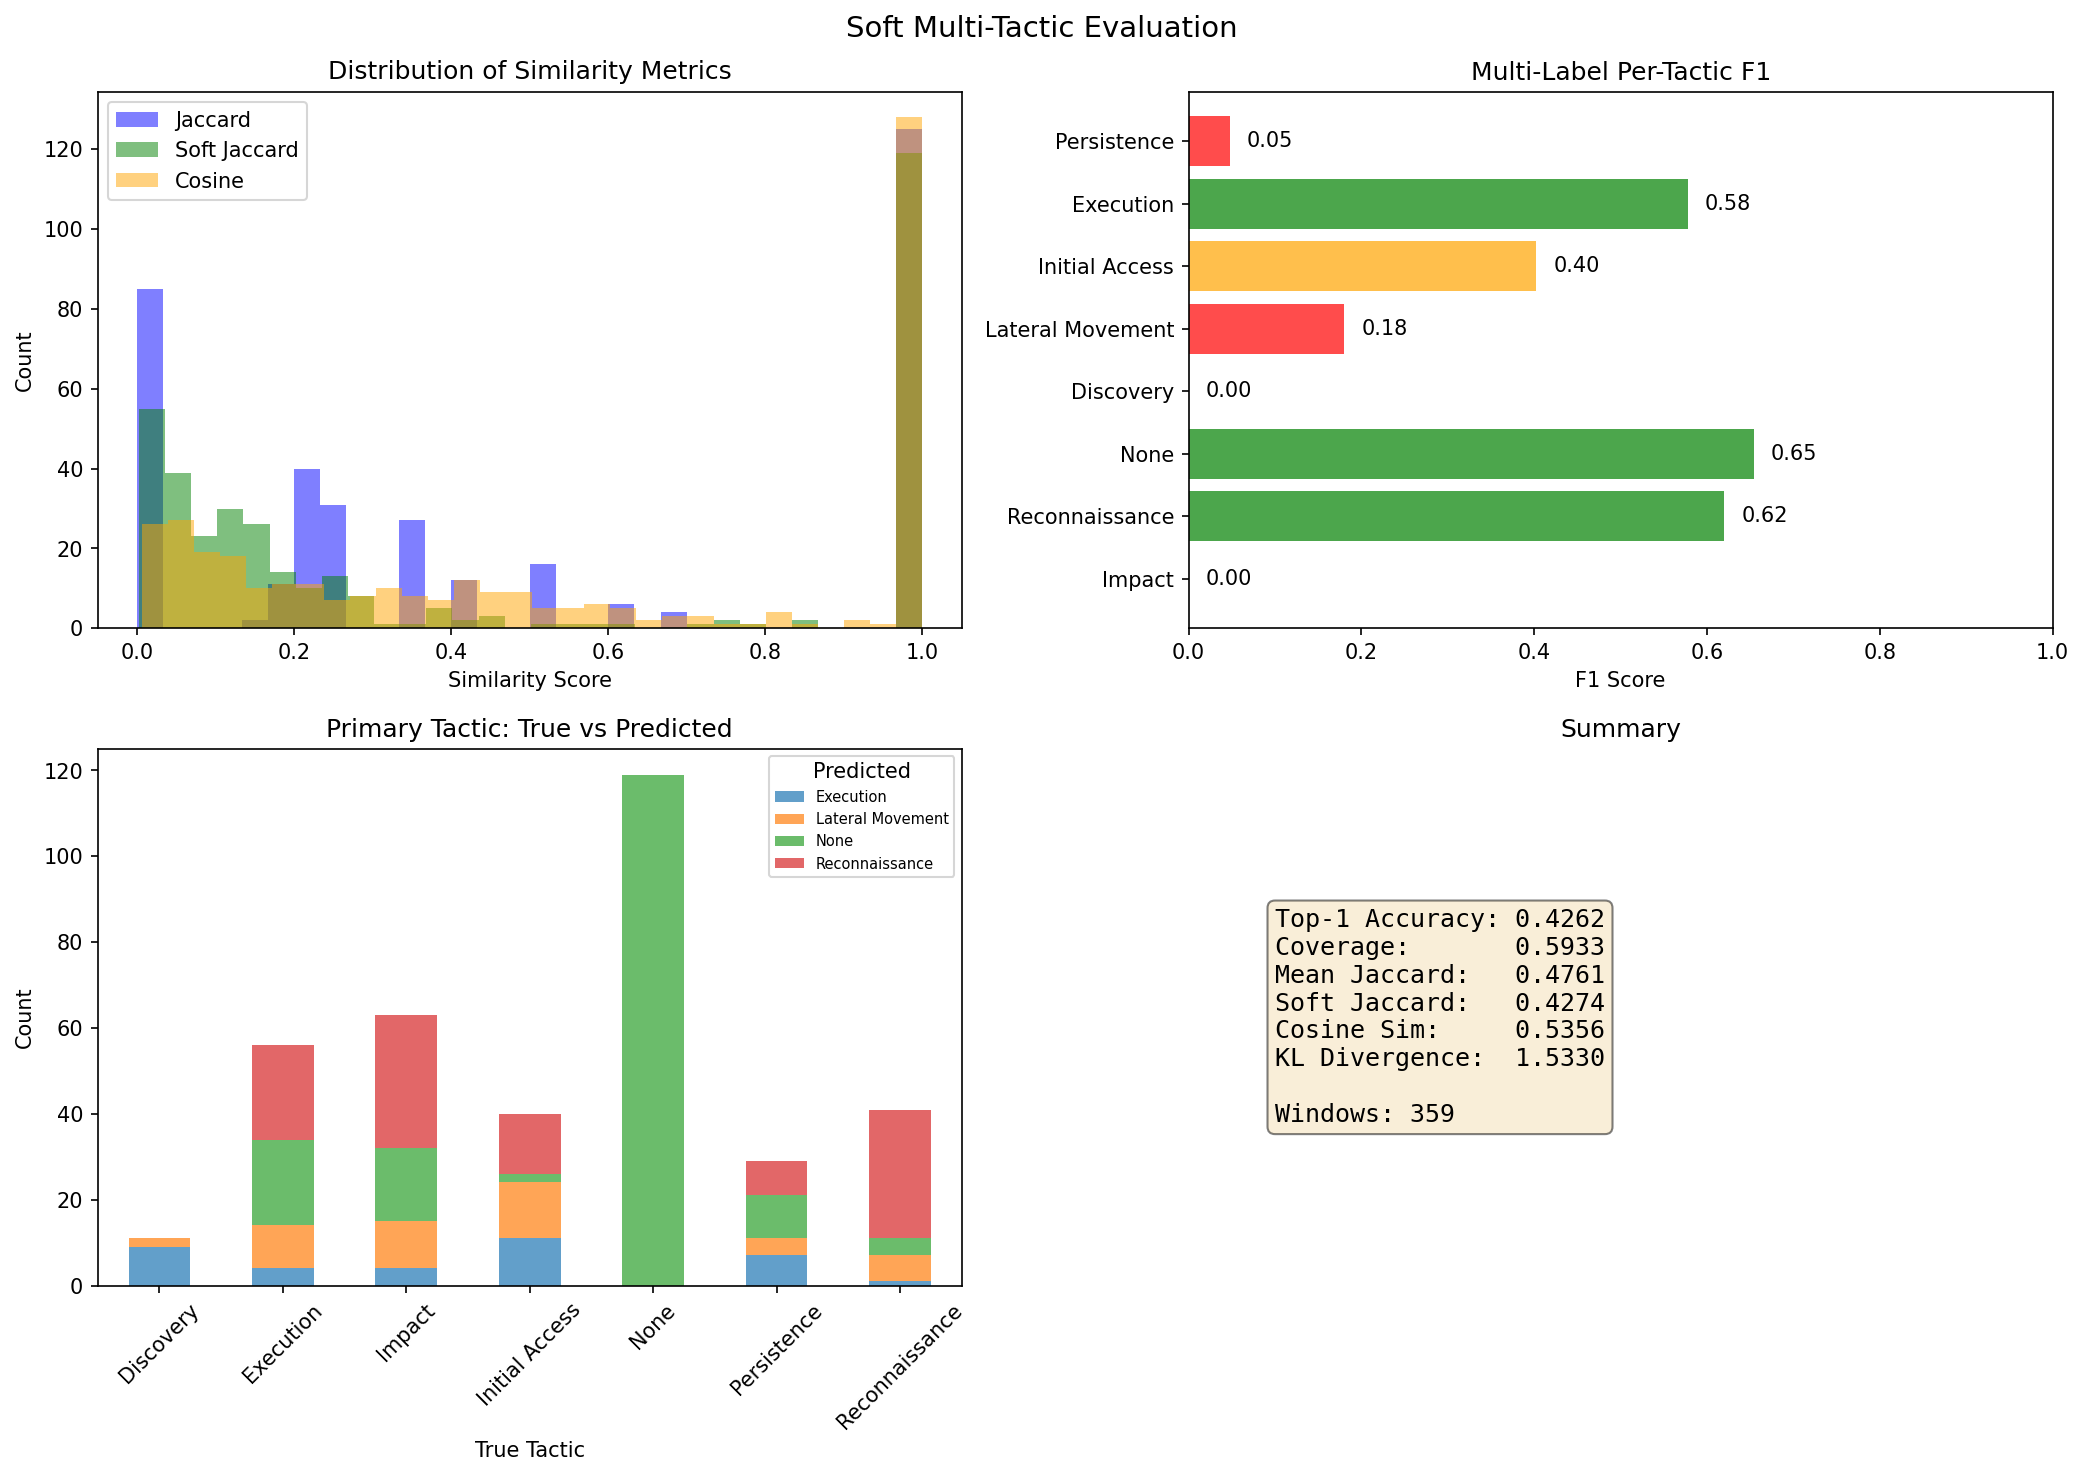 Soft Multi-Tactic Evaluation
Distribution of Similarity Metrics
Jaccard
Soft Jaccard
Cosine
Count
120
100
80
60
40
20
0
0.0 0.2 0.4 0.6 0.8 1.0
Similarity Score
Multi-Label Per-Tactic F1
Persistence 0.05
Execution 0.58
Initial Access 0.40
Lateral Movement 0.18
Discovery 0.00
None 0.65
Reconnaissance 0.62
Impact 0.00
0.0 0.2 0.4 0.6 0.8 1.0
F1 Score
Primary Tactic: True vs Predicted
Predicted
Execution
Lateral Movement
None
Reconnaissance
Count
120
100
80
60
40
20
0
Discovery
Execution
Impact
Initial Access
None
Persistence
Reconnaissance
True Tactic
Summary
Top-1 Accuracy: 0.4262
Coverage: 0.5933
Mean Jaccard: 0.4761
Soft Jaccard: 0.4274
Cosine Sim: 0.5356
KL Divergence: 1.5330
Windows: 359